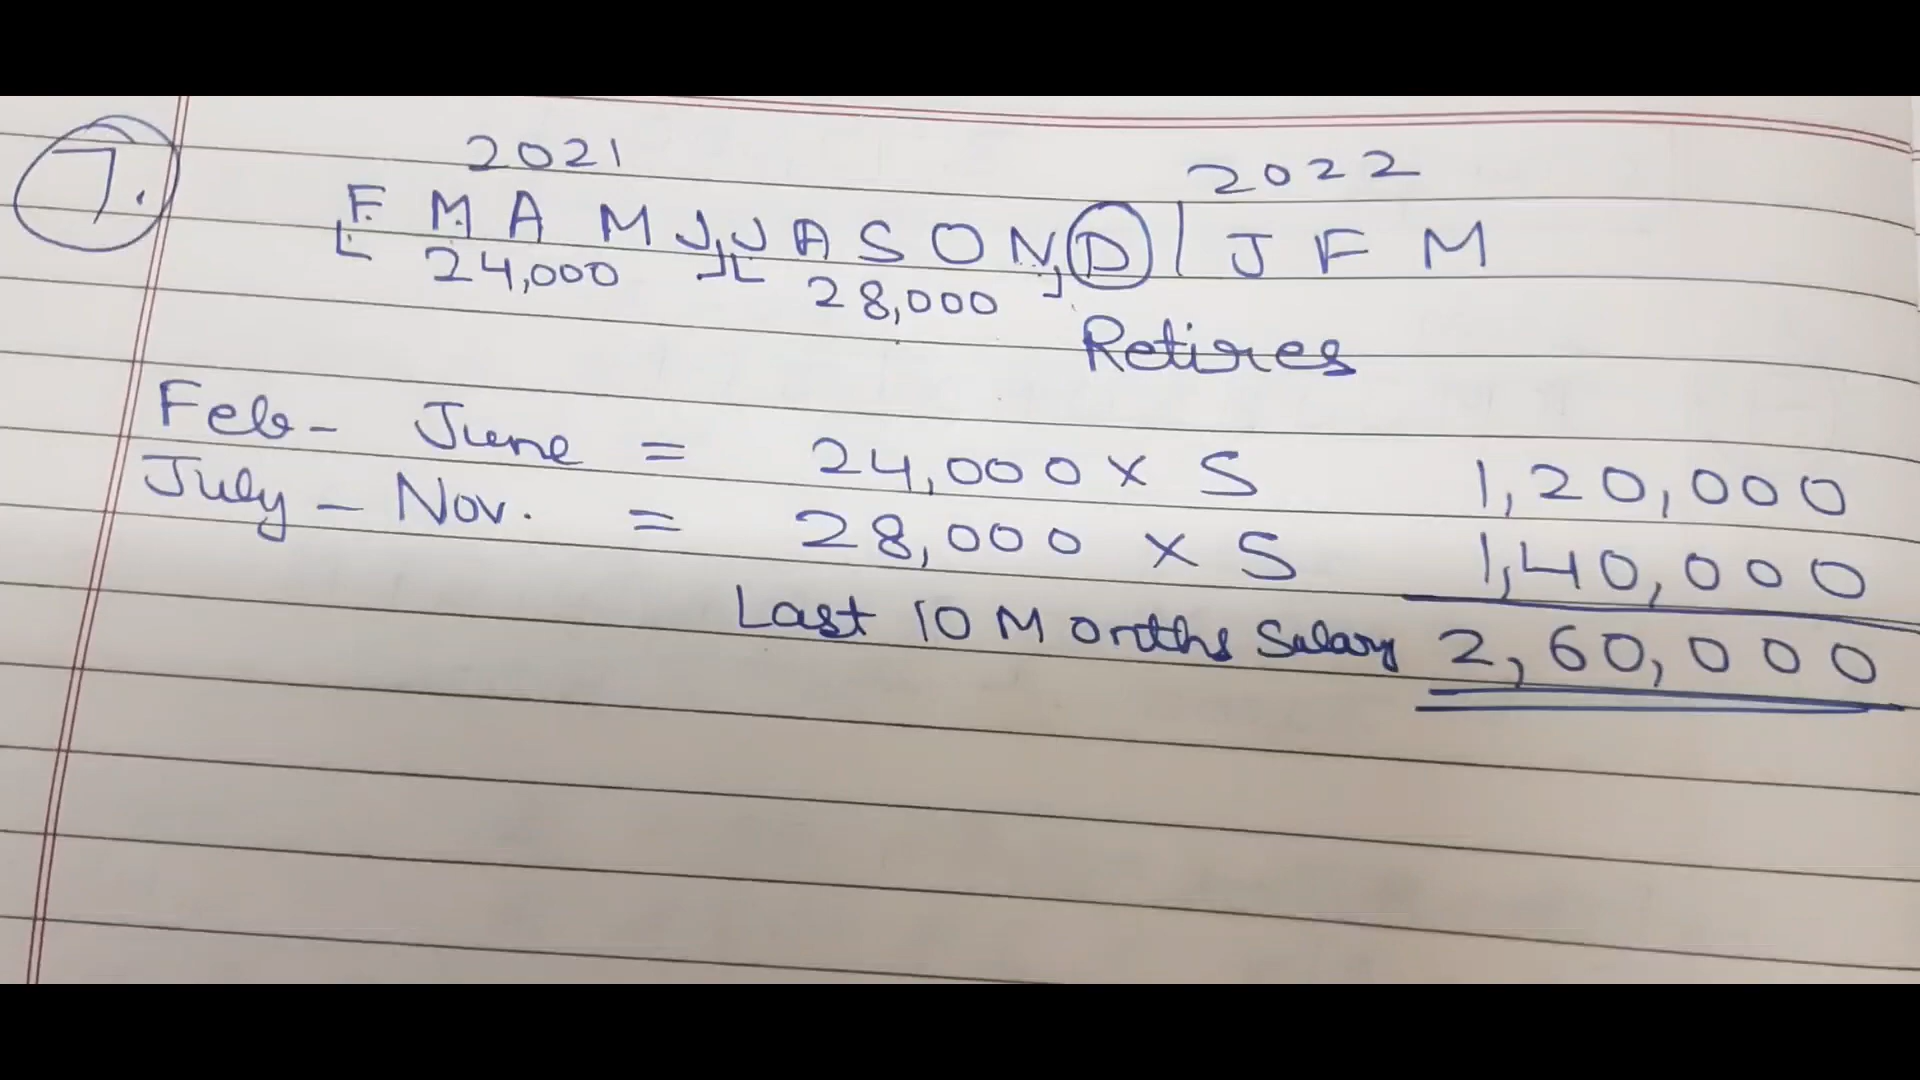 7.
2021 2022
F M A M J J A S O N D | J F M
24,000 28,000
Retires
Feb - June = 24,000 x 5 1,20,000
July - Nov. = 28,000 x 5 1,40,000
Last 10 Months Salary 2,60,000